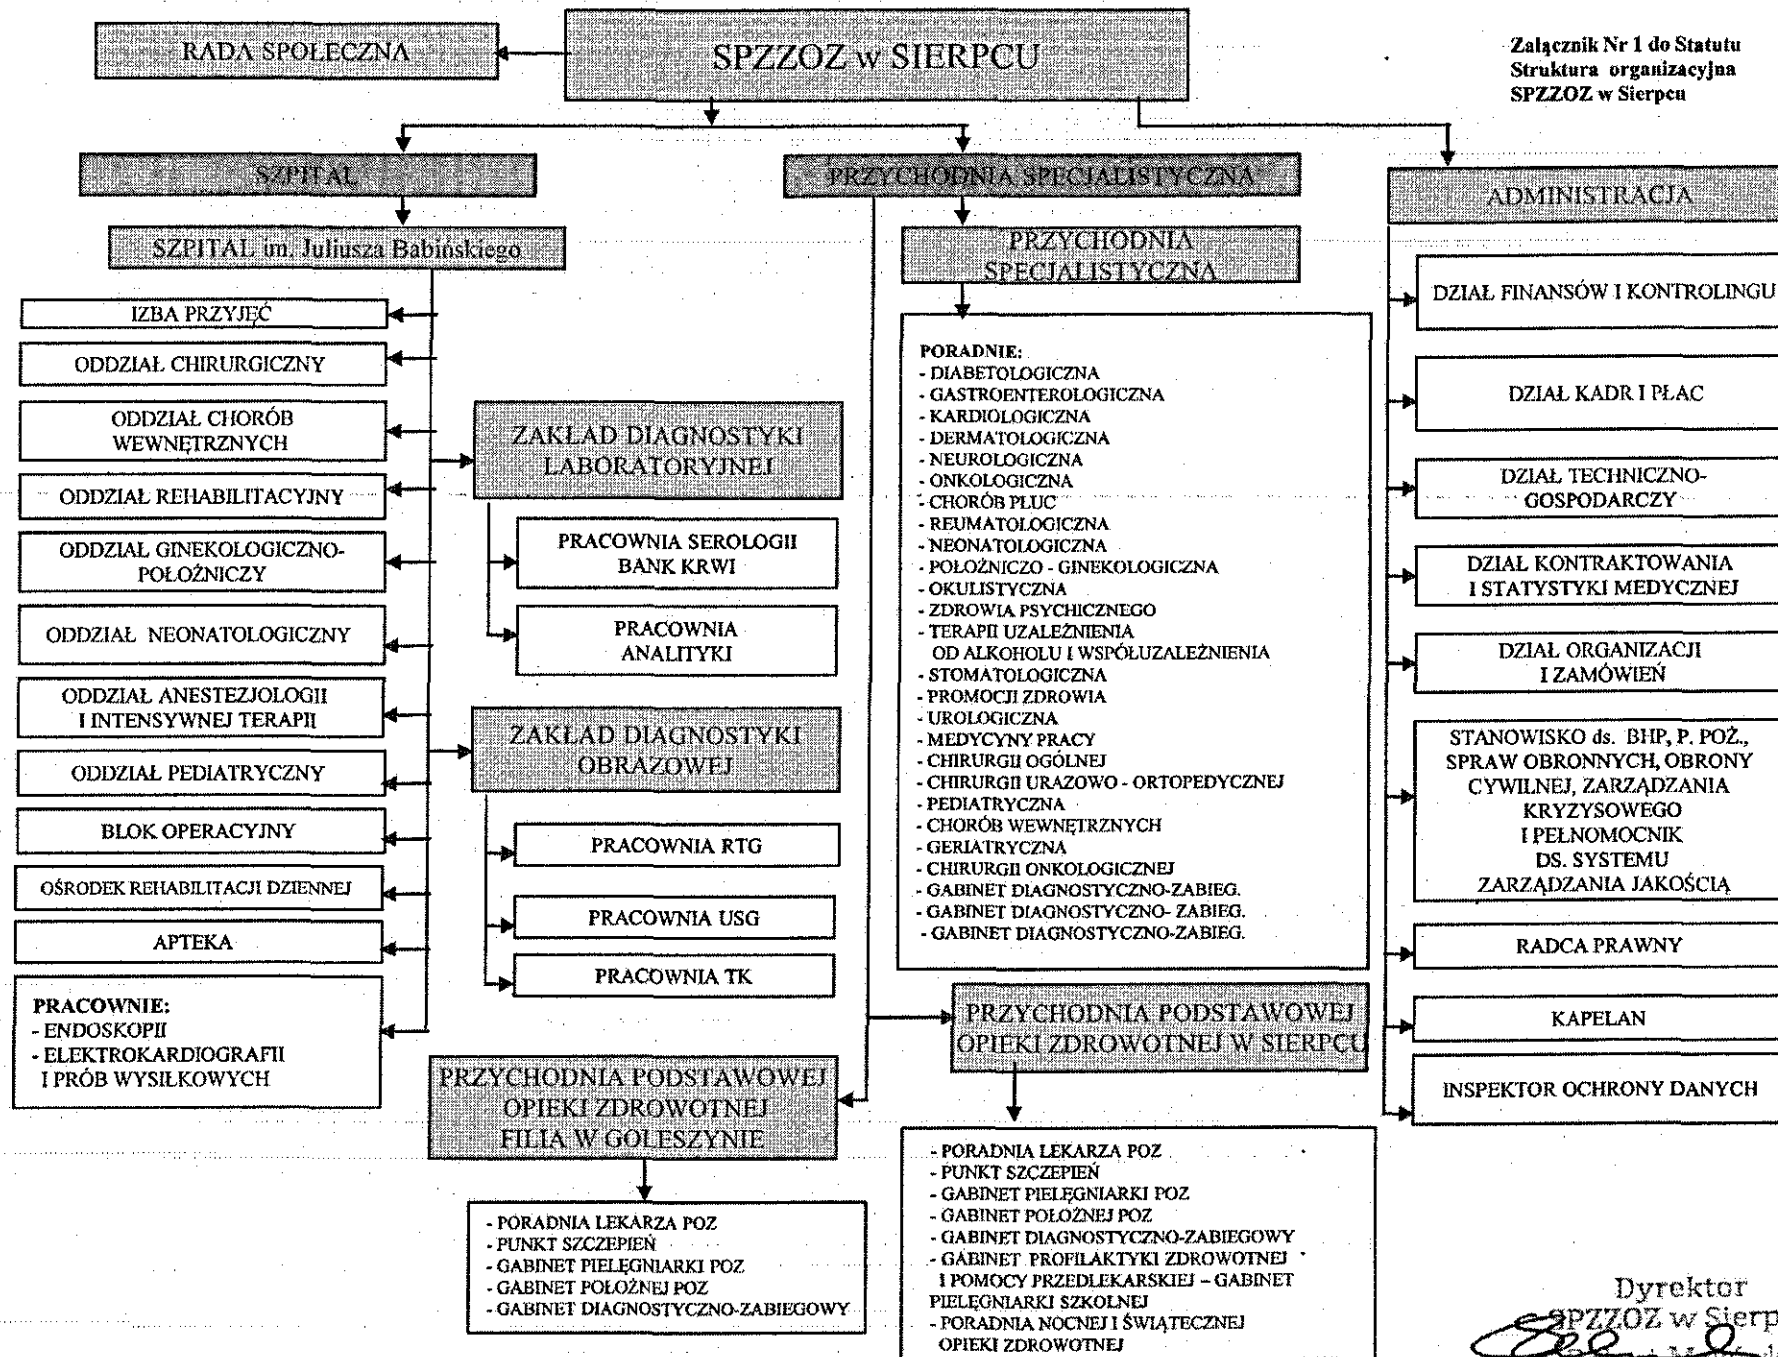 RADA SPOŁECZNA
SPZZOZ w SIERPCU
Załącznik Nr 1 do Statutu
Struktura organizacyjna
SPZZOZ w Sierpcu
SZPITAL
SZPITAL im. Juliusza Babińskiego
IZBA PRZYJĘĆ
ODDZIAŁ CHIRURGICZNY
ODDZIAŁ CHORÓB
WEWNĘTRZNYCH
ODDZIAŁ REHABILITACYJNY
ODDZIAŁ GINEKOLOGICZNO-
POŁOŻNICZY
ODDZIAŁ NEONATOLOGICZNY
ODDZIAŁ ANESTEZJOLOGII
I INTENSYWNEJ TERAPII
ODDZIAŁ PEDIATRYCZNY
BLOK OPERACYJNY
OŚRODEK REHABILITACJI DZIENNEJ
APTEKA
PRACOWNIE:
- ENDOSKOPII
- ELEKTROKARDIOGRAFII
I PRÓB WYSIŁKOWYCH
ZAKŁAD DIAGNOSTYKI
LABORATORYJNEJ
PRACOWNIA SEROLOGII
BANK KRWI
PRACOWNIA
ANALITYKI
ZAKŁAD DIAGNOSTYKI
OBRAZOWEJ
PRACOWNIA RTG
PRACOWNIA USG
PRACOWNIA TK
PRZYCHODNIA SPECJALISTYCZNA
PRZYCHODNIA
SPECJALISTYCZNA
PORADNIE:
- DIABETOLOGICZNA
- GASTROENTEROLOGICZNA
- KARDIOLOGICZNA
- DERMATOLOGICZNA
- NEUROLOGICZNA
- ONKOLOGICZNA
- CHORÓB PŁUC
- REUMATOLOGICZNA
- NEONATOLOGICZNA
- POŁOŻNICZO - GINEKOLOGICZNA
- OKULISTYCZNA
- ZDROWIA PSYCHICZNEGO
- TERAPII UZALEŻNIENIA
OD ALKOHOLU I WSPÓŁUZALEŻNIENIA
- STOMATOLOGICZNA
- PROMOCJI ZDROWIA
- UROLOGICZNA
- MEDYCYNY PRACY
- CHIRURGII OGÓLNEJ
- CHIRURGII URAZOWO - ORTOPEDYCZNEJ
- PEDIATRYCZNA
- CHORÓB WEWNĘTRZNYCH
- GERIATRYCZNA
- CHIRURGII ONKOLOGICZNEJ
- GABINET DIAGNOSTYCZNO-ZABIEG.
- GABINET DIAGNOSTYCZNO- ZABIEG.
- GABINET DIAGNOSTYCZNO-ZABIEG.
PRZYCHODNIA PODSTAWOWEJ
OPIEKI ZDROWOTNEJ
FILIA W GOLESZYNIE
- PORADNIA LEKARZA POZ
- PUNKT SZCZEPIEŃ
- GABINET PIELĘGNIARKI POZ
- GABINET POŁOŻNEJ POZ
- GABINET DIAGNOSTYCZNO-ZABIEGOWY
PRZYCHODNIA PODSTAWOWEJ
OPIEKI ZDROWOTNEJ W SIERPCU
- PORADNIA LEKARZA POZ
- PUNKT SZCZEPIEŃ
- GABINET PIELĘGNIARKI POZ
- GABINET POŁOŻNEJ POZ
- GABINET DIAGNOSTYCZNO-ZABIEGOWY
- GABINET PROFILAKTYKI ZDROWOTNEJ
I POMOCY PRZEDLEKARSKIEJ – GABINET
PIELĘGNIARKI SZKOLNEJ
- PORADNIA NOCNEJ I ŚWIĄTECZNEJ
OPIEKI ZDROWOTNEJ
ADMINISTRACJA
DZIAŁ FINANSÓW I KONTROLINGU
DZIAŁ KADR I PŁAC
DZIAŁ TECHNICZNO-
GOSPODARCZY
DZIAŁ KONTRAKTOWANIA
I STATYSTYKI MEDYCZNEJ
DZIAŁ ORGANIZACJI
I ZAMÓWIEŃ
STANOWISKO ds. BHP, P. POŻ.,
SPRAW OBRONNYCH, OBRONY
CYWILNEJ, ZARZĄDZANIA
KRYZYSOWEGO
I PEŁNOMOCNIK
DS. SYSTEMU
ZARZĄDZANIA JAKOŚCIĄ
RADCA PRAWNY
KAPELAN
INSPEKTOR OCHRONY DANYCH
Dyrektor
SPZZOZ w Sierp